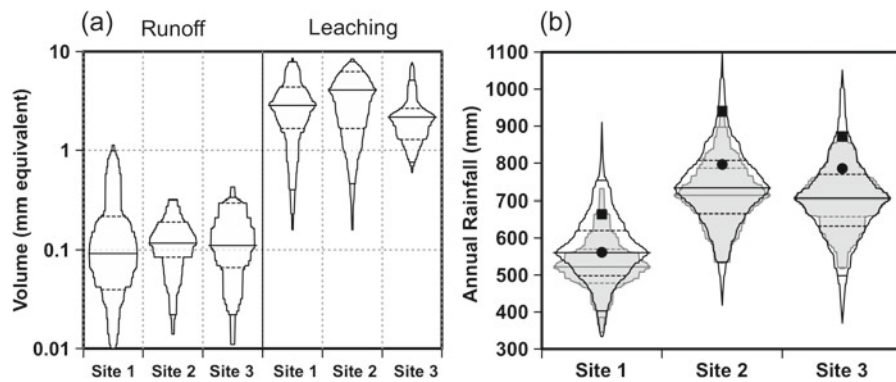 (a) Runoff Leaching
Volume (mm equivalent)
10
1
0.1
0.01
Site 1 Site 2 Site 3 Site 1 Site 2 Site 3
(b)
Annual Rainfall (mm)
1100
1000
900
800
700
600
500
400
300
Site 1 Site 2 Site 3